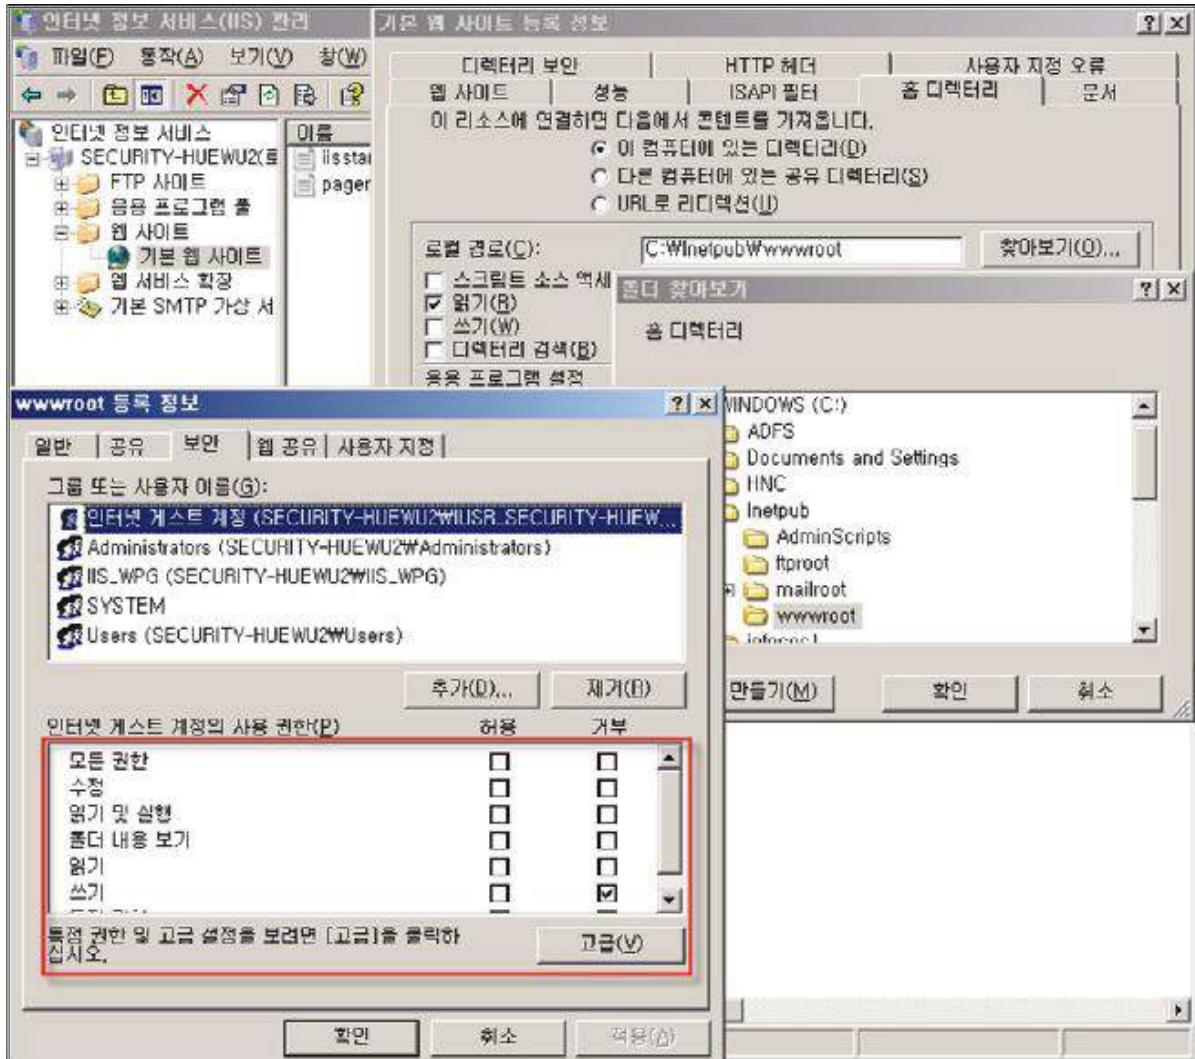 인터넷 정보 서비스(IIS) 관리
파일(F) 동작(A) 보기(V) 창(W)
인터넷 정보 서비스
SECURITY-HUEWU2(로
FTP 사이트
응용 프로그램 풀
웹 사이트
기본 웹 사이트
웹 서비스 확장
기본 SMTP 가상 서
이름
iisstar
pager
기본 웹 사이트 등록 정보
디렉터리 보안 HTTP 헤더 사용자 지정 오류
웹 사이트 성능 ISAPI 필터 홈 디렉터리 문서
이 리소스에 연결하면 다음에서 콘텐트를 가져옵니다.
이 컴퓨터에 있는 디렉터리(D)
다른 컴퓨터에 있는 공유 디렉터리(S)
URL로 리디렉션(U)
로컬 경로(C): C:₩Inetpub₩wwwroot 찾아보기(O)...
스크립트 소스 액세
읽기(R)
쓰기(W)
디렉터리 검색(B)
응용 프로그램 설정
폴더 찾아보기
홈 디렉터리
WINDOWS (C:)
ADFS
Documents and Settings
HNC
Inetpub
AdminScripts
ftproot
mailroot
wwwroot
만들기(M) 확인 취소
wwwroot 등록 정보
일반 공유 보안 웹 공유 사용자 지정
그룹 또는 사용자 이름(G):
인터넷 게스트 계정 (SECURITY-HUEWU2₩IUSR_SECURITY-HUEW...
Administrators (SECURITY-HUEWU2₩Administrators)
IIS_WPG (SECURITY-HUEWU2₩IIS_WPG)
SYSTEM
Users (SECURITY-HUEWU2₩Users)
추가(D)... 제거(R)
인터넷 게스트 계정의 사용 권한(P) 허용 거부
모든 권한
수정
읽기 및 실행
폴더 내용 보기
읽기
쓰기
특정 권한 및 고급 설정을 보려면 [고급]을 클릭하
십시오.
고급(V)
확인 취소 적용(A)